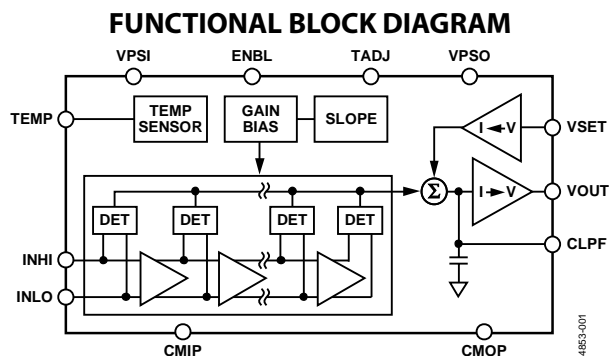 FUNCTIONAL BLOCK DIAGRAM
VPSI ENBL TADJ VPSO
TEMP
TEMP SENSOR
GAIN BIAS
SLOPE
I V
VSET
Σ
I V
VOUT
DET DET DET DET
CLPF
INHI
INLO
CMIP CMOP
4853-001